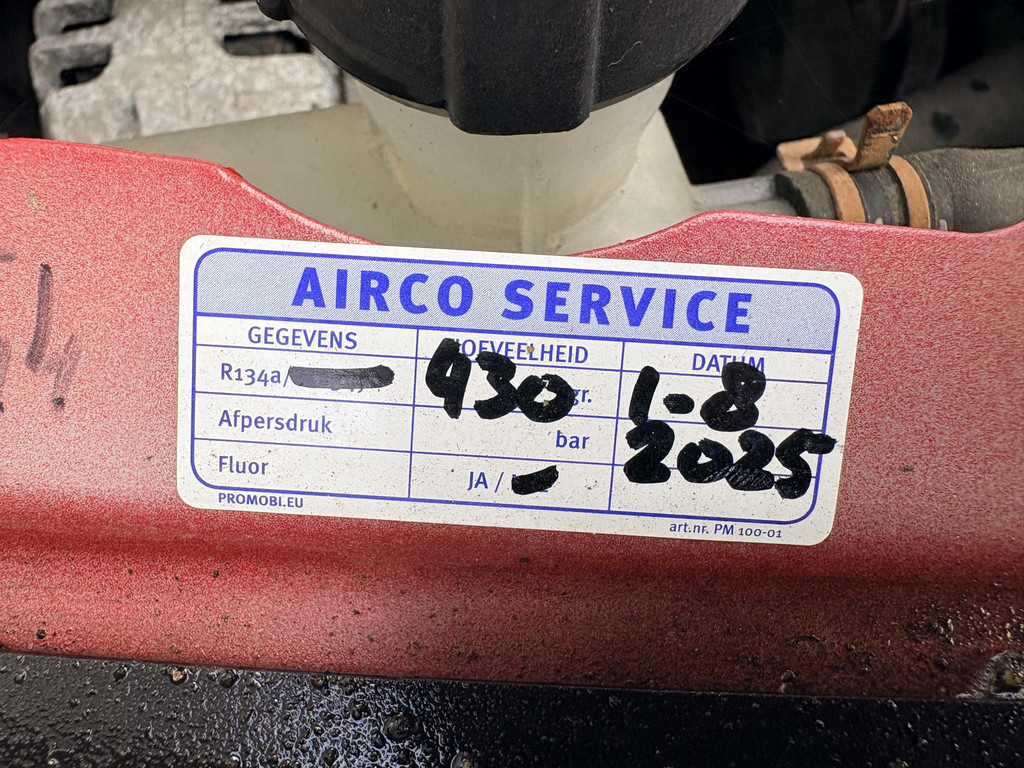 AIRCO SERVICE
GEGEVENS HOEVEELHEID DATUM
R134a/ 430 gr. 1-8
Afpersdruk bar 2025
Fluor JA /
PROMOBI.EU art.nr. PM 100-01